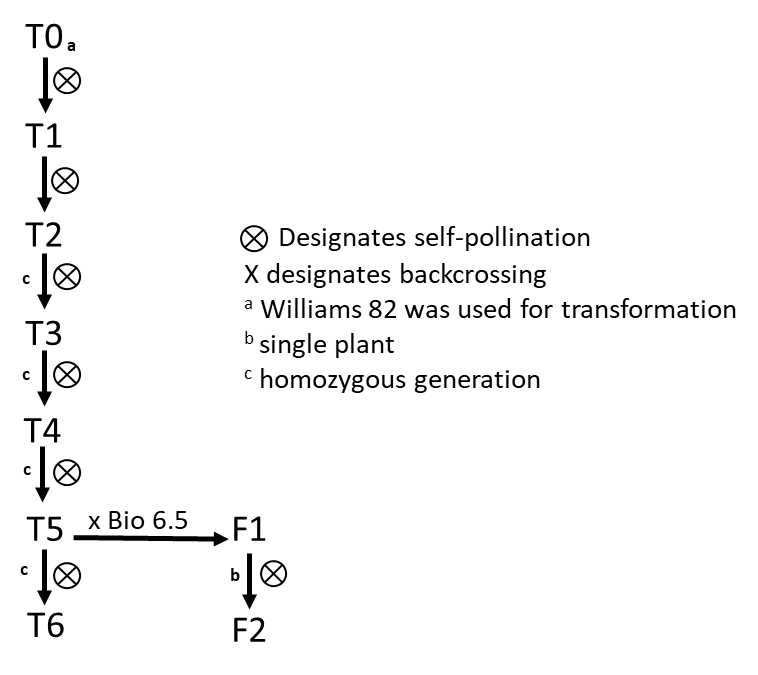 T0 a
T1
T2
c
T3
c
T4
c
T5 x Bio 6.5 F1
c
b
T6
F2
⊗ Designates self-pollination
X designates backcrossing
a Williams 82 was used for transformation
b single plant
c homozygous generation